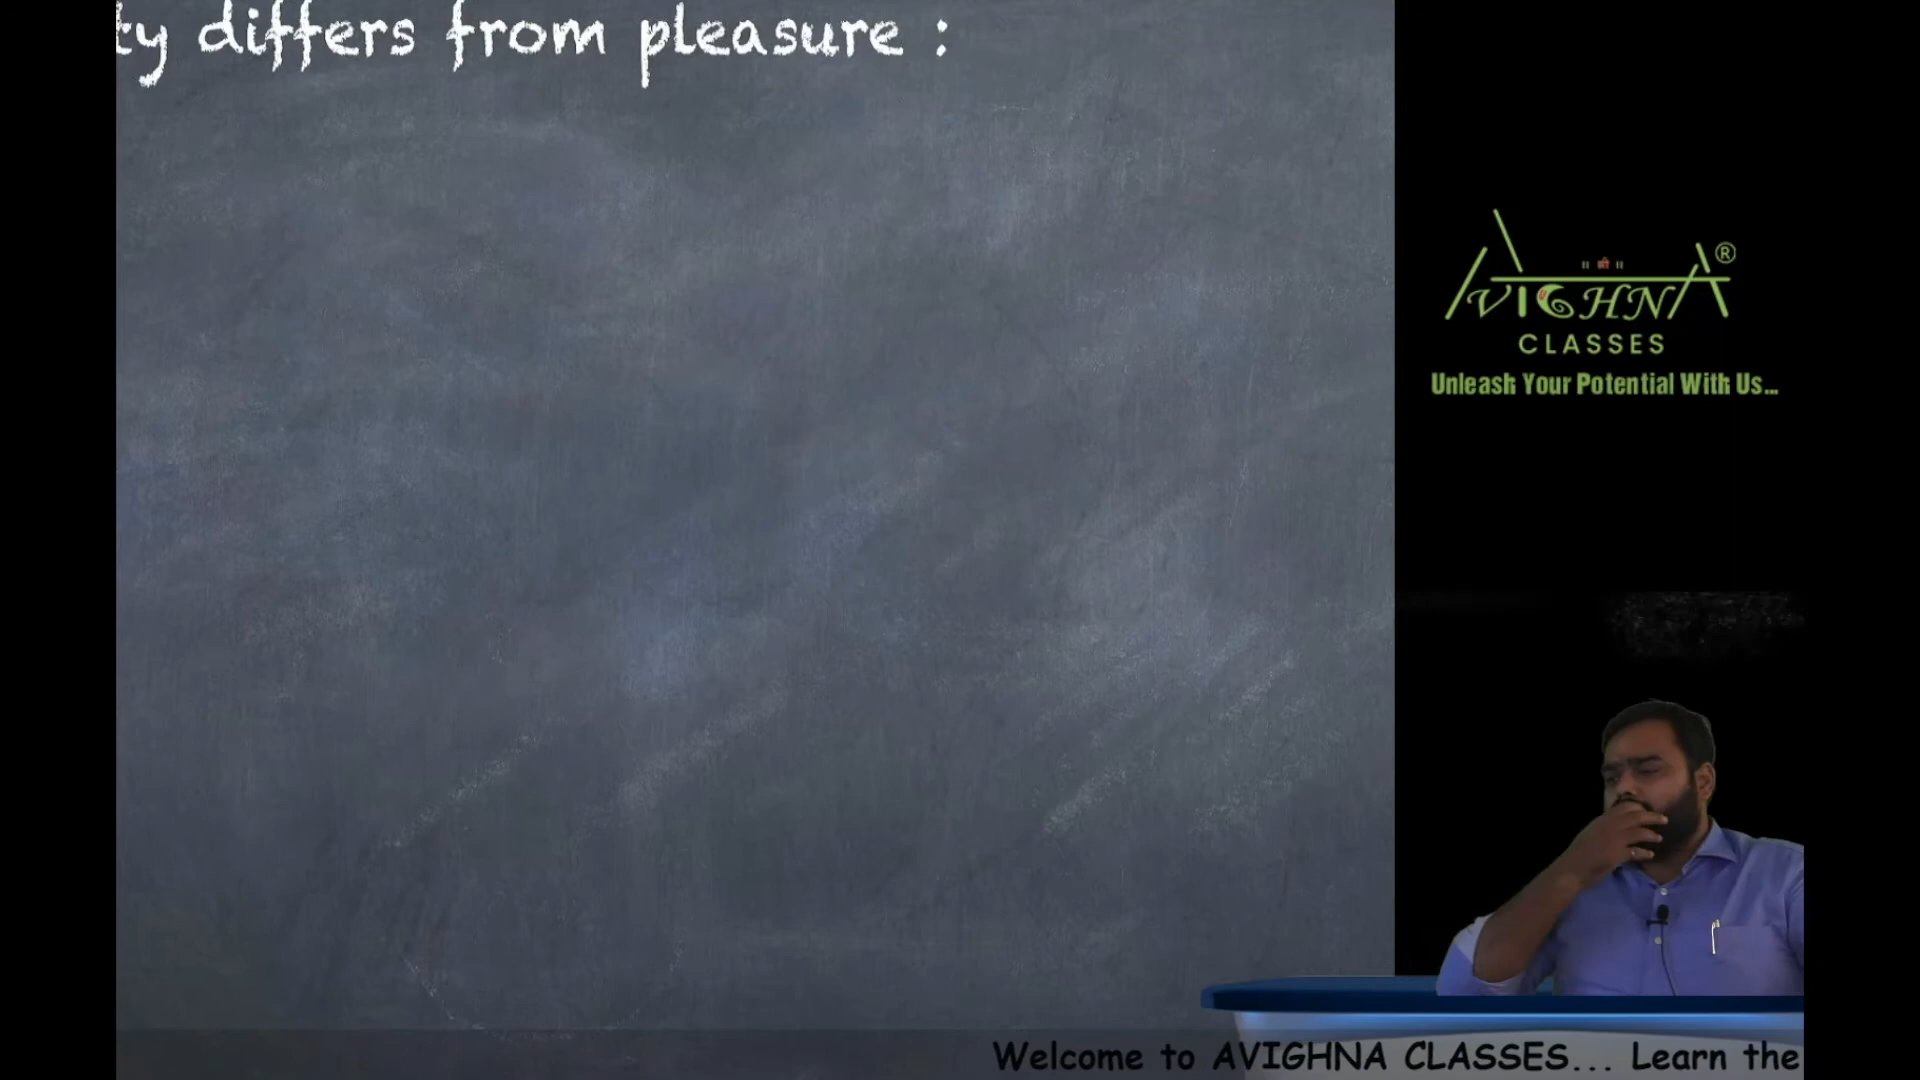 ty differs from pleasure :
॥ श्री ॥
AVIGHNA®
CLASSES
Unleash Your Potential With Us...
Welcome to AVIGHNA CLASSES... Learn the